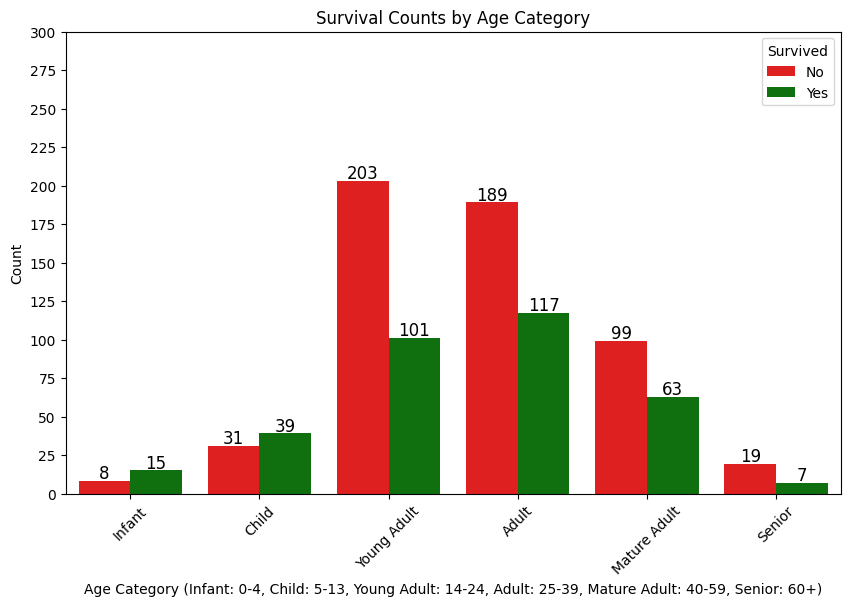 Survival Counts by Age Category
300
275
250
225
200
175
150
125
100
75
50
25
0
Count
Survived
No
Yes
8
15
31
39
203
101
189
117
99
63
19
7
Infant
Child
Young Adult
Adult
Mature Adult
Senior
Age Category (Infant: 0-4, Child: 5-13, Young Adult: 14-24, Adult: 25-39, Mature Adult: 40-59, Senior: 60+)